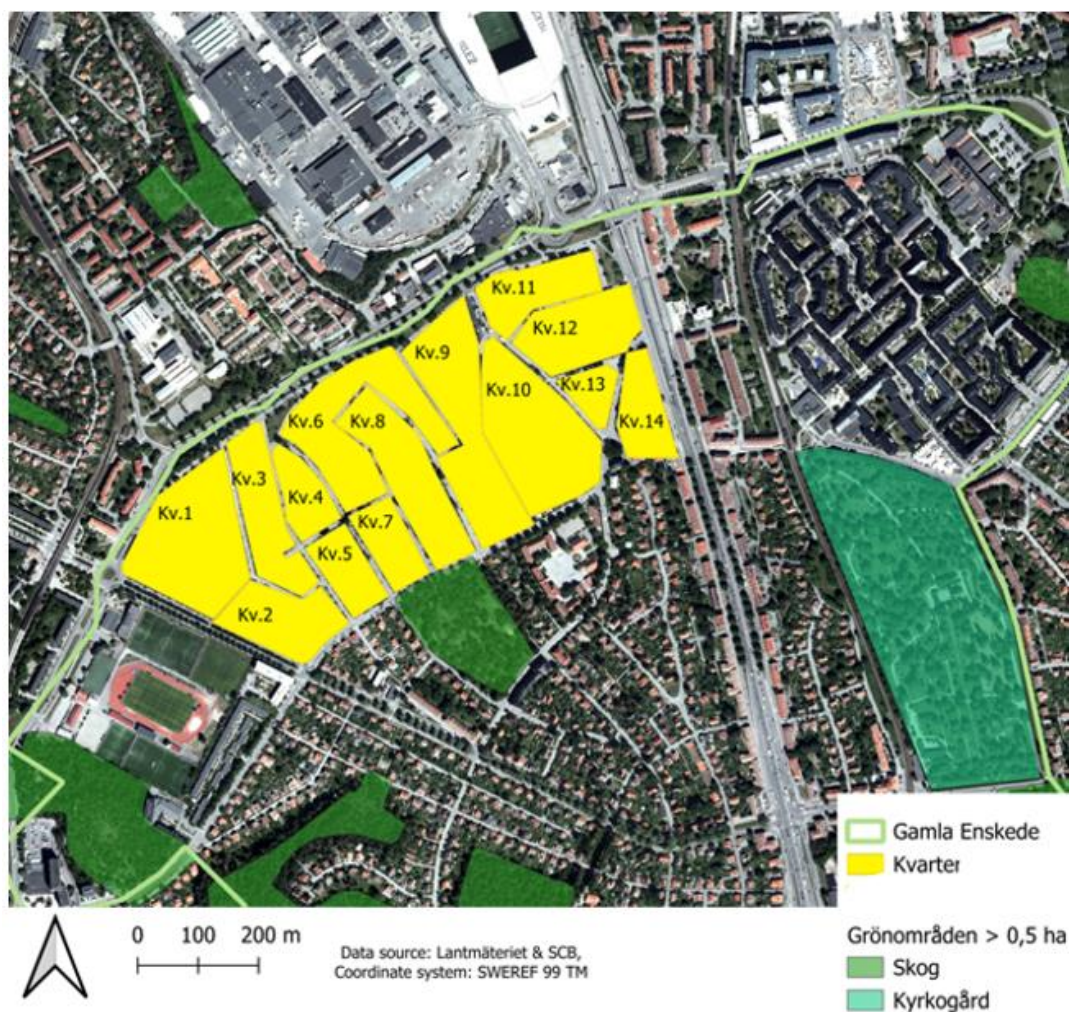 Kv.11
Kv.12
Kv.9
Kv.13
Kv.10
Kv.6
Kv.8
Kv.14
Kv.3
Kv.4
Kv.1
Kv.7
Kv.5
Kv.2
Gamla Enskede
Kvarter
0 100 200 m
Data source: Lantmäteriet & SCB,
Coordinate system: SWEREF 99 TM
Grönområden > 0,5 ha
Skog
Kyrkogård